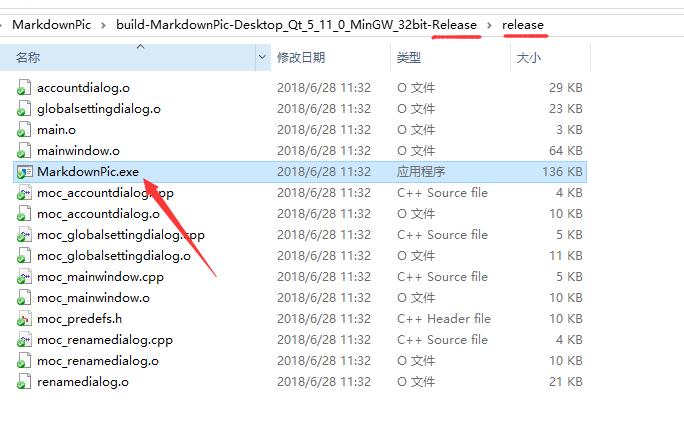 MarkdownPic > build-MarkdownPic-Desktop_Qt_5_11_0_MinGW_32bit-Release > release
名称 修改日期 类型 大小
accountdialog.o 2018/6/28 11:32 O 文件 29 KB
globalsettingdialog.o 2018/6/28 11:32 O 文件 23 KB
main.o 2018/6/28 11:32 O 文件 3 KB
mainwindow.o 2018/6/28 11:32 O 文件 64 KB
MarkdownPic.exe 2018/6/28 11:32 应用程序 136 KB
moc_accountdialog.cpp 2018/6/28 11:32 C++ Source file 4 KB
moc_accountdialog.o 2018/6/28 11:32 O 文件 10 KB
moc_globalsettingdialog.cpp 2018/6/28 11:32 C++ Source file 5 KB
moc_globalsettingdialog.o 2018/6/28 11:32 O 文件 11 KB
moc_mainwindow.cpp 2018/6/28 11:32 C++ Source file 5 KB
moc_mainwindow.o 2018/6/28 11:32 O 文件 10 KB
moc_predefs.h 2018/6/28 11:32 C++ Header file 10 KB
moc_renamedialog.cpp 2018/6/28 11:32 C++ Source file 4 KB
moc_renamedialog.o 2018/6/28 11:32 O 文件 10 KB
renamedialog.o 2018/6/28 11:32 O 文件 21 KB